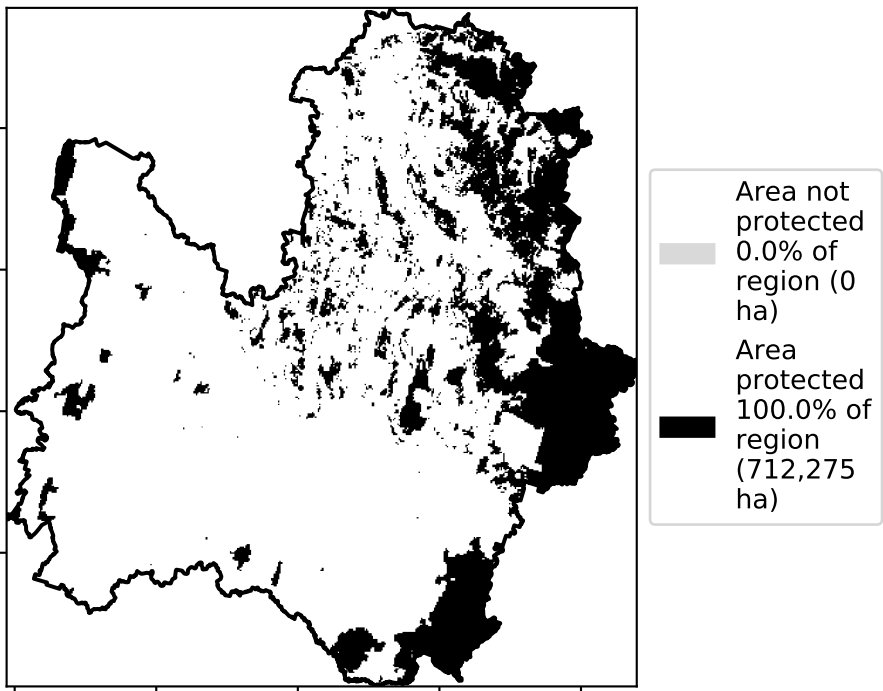 Area not
protected
0.0% of
region (0
ha)
Area
protected
100.0% of
region
(712,275
ha)